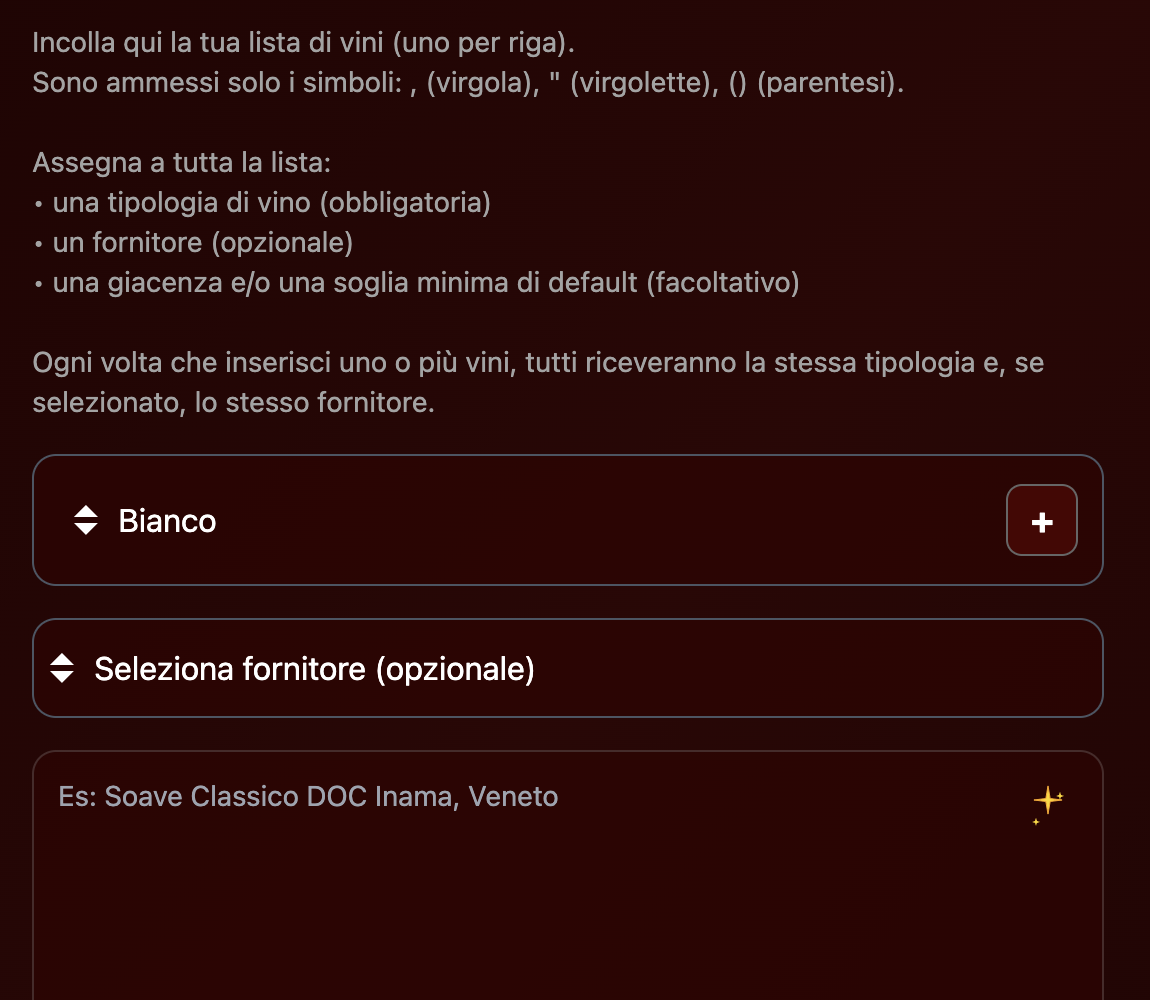 Incolla qui la tua lista di vini (uno per riga).
Sono ammessi solo i simboli: , (virgola), " (virgolette), () (parentesi).
Assegna a tutta la lista:
• una tipologia di vino (obbligatoria)
• un fornitore (opzionale)
• una giacenza e/o una soglia minima di default (facoltativo)
Ogni volta che inserisci uno o più vini, tutti riceveranno la stessa tipologia e, se
selezionato, lo stesso fornitore.
Bianco
Seleziona fornitore (opzionale)
Es: Soave Classico DOC Inama, Veneto